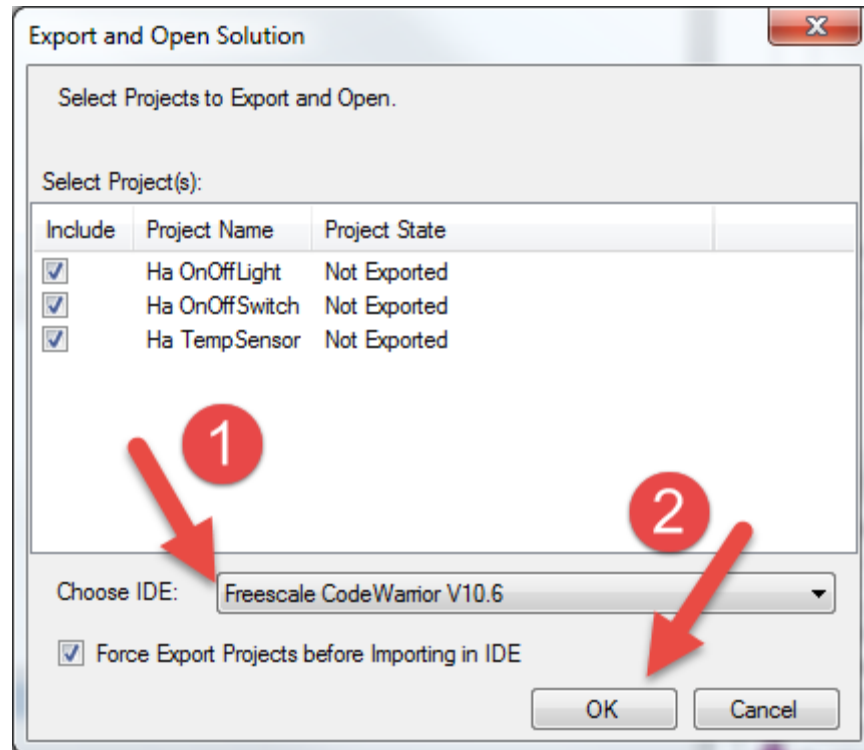 Export and Open Solution
Select Projects to Export and Open.
Select Project(s):
Include Project Name Project State
Ha OnOffLight Not Exported
Ha OnOffSwitch Not Exported
Ha TempSensor Not Exported
1
2
Choose IDE: Freescale CodeWarrior V10.6
Force Export Projects before Importing in IDE
OK Cancel